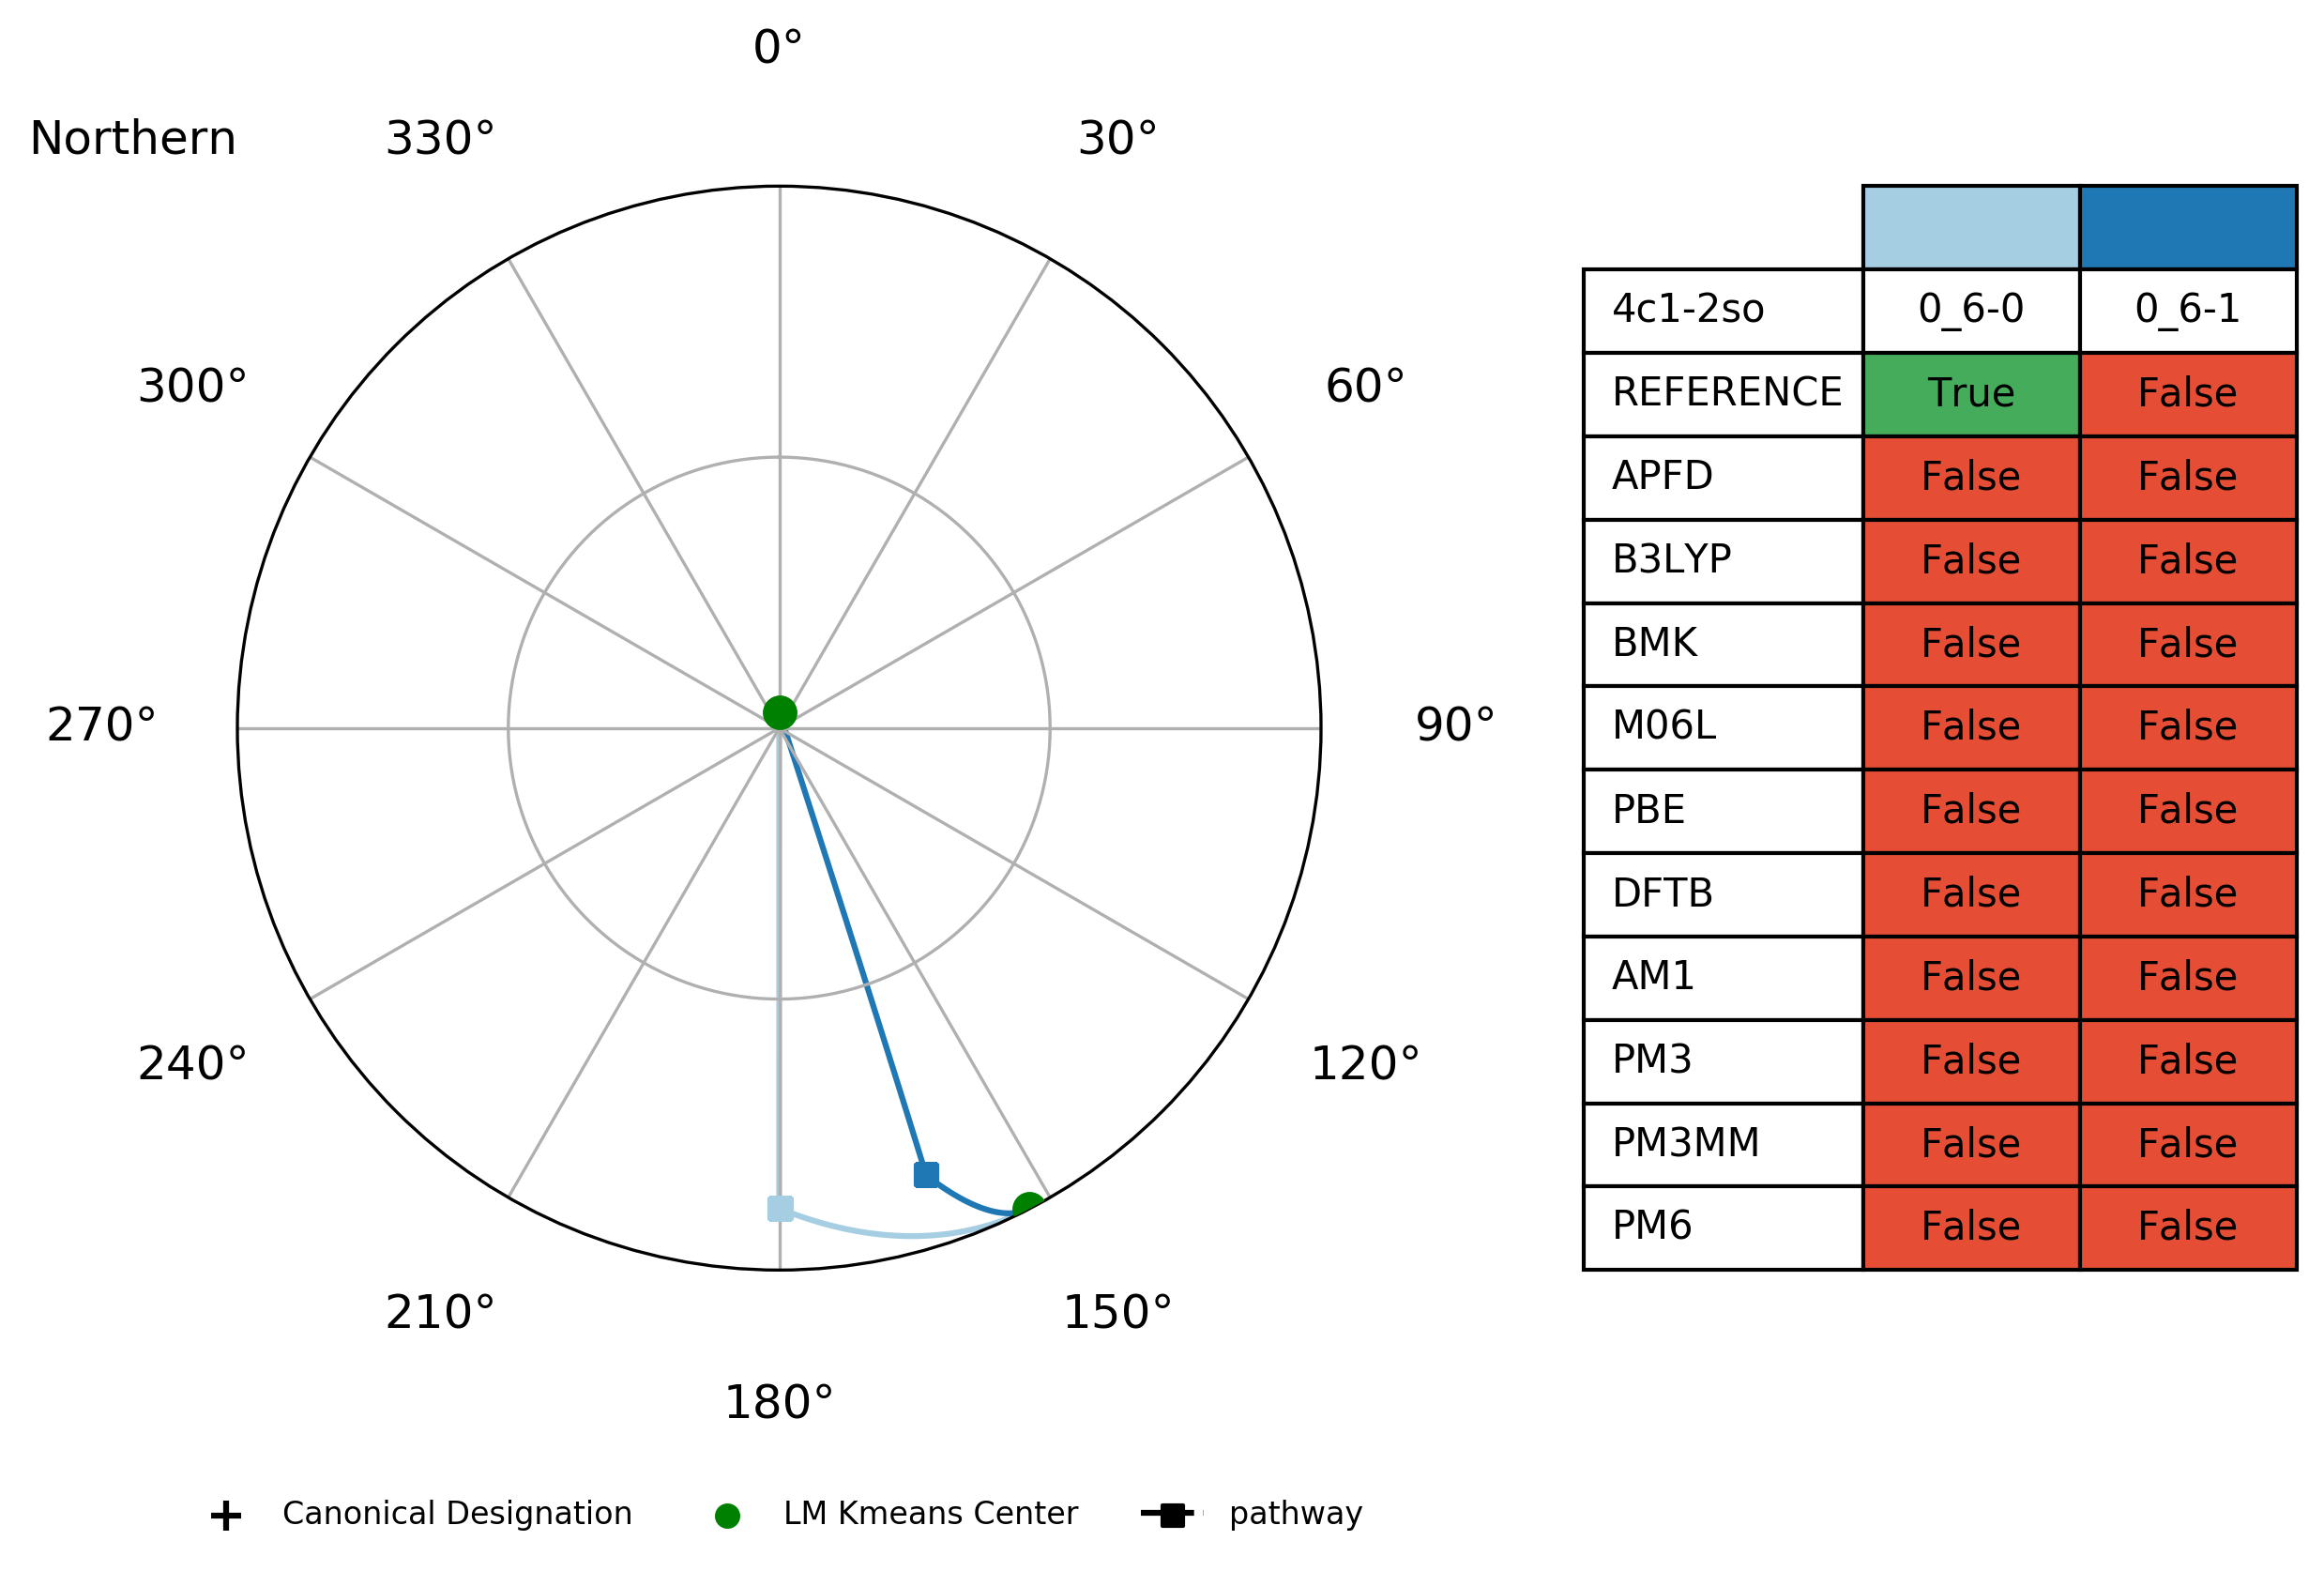 0°
Northern 330° 30°
300° 60°
270° 90°
240° 120°
210° 150°
180°
4c1-2so 0_6-0 0_6-1
REFERENCE True False
APFD False False
B3LYP False False
BMK False False
M06L False False
PBE False False
DFTB False False
AM1 False False
PM3 False False
PM3MM False False
PM6 False False
Canonical Designation LM Kmeans Center pathway